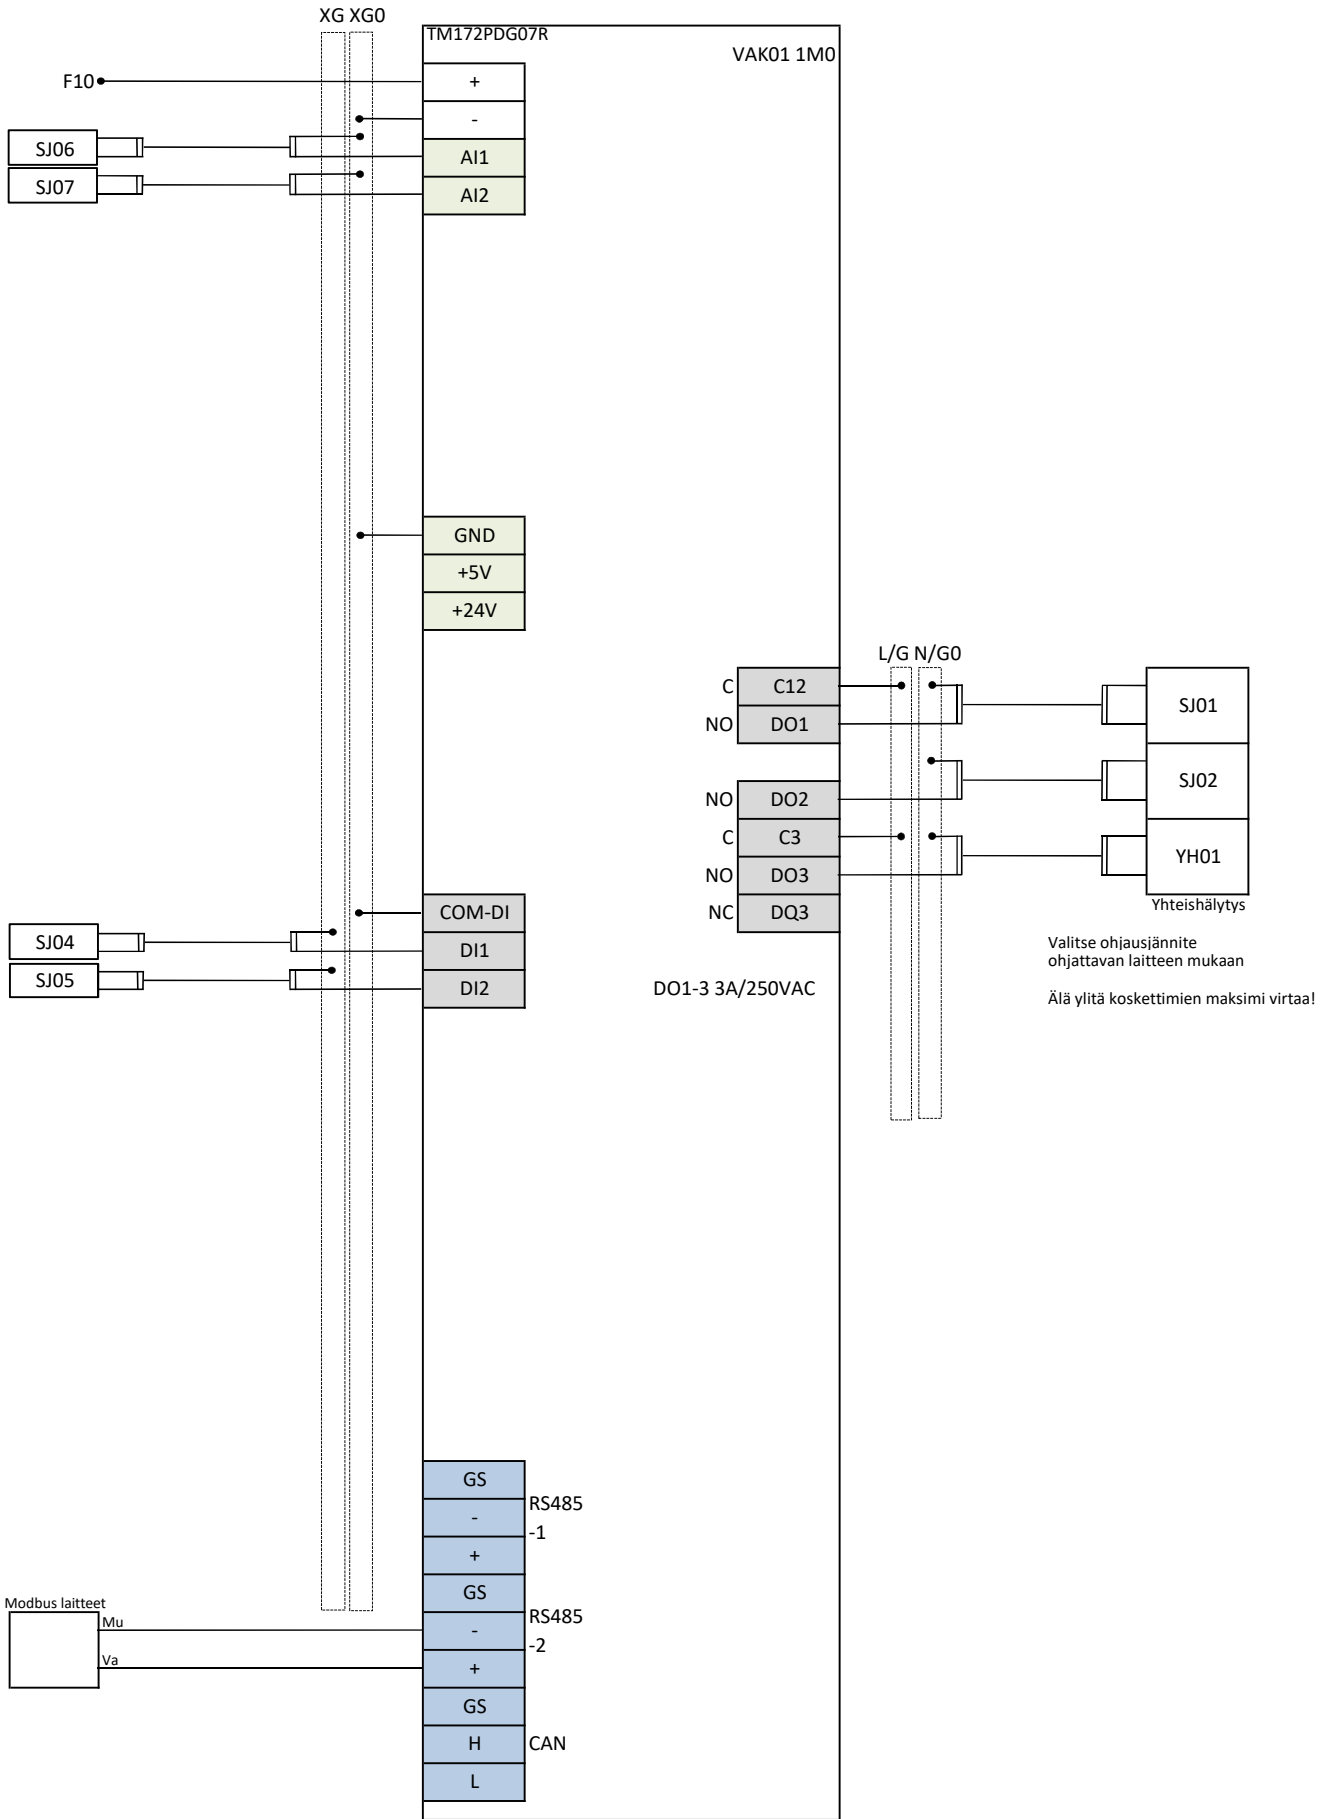 XG XG0
TM172PDG07R
VAK01 1M0
F10
+
-
SJ06
AI1
SJ07
AI2
GND
+5V
+24V
L/G N/G0
C
C12
SJ01
NO
DO1
SJ02
NO
DO2
C
C3
YH01
NO
DO3
NC
DQ3
Yhteishälytys
COM-DI
SJ04
DI1
SJ05
DI2
Valitse ohjausjännite
ohjattavan laitteen mukaan
DO1-3 3A/250VAC
Älä ylitä koskettimien maksimi virtaa!
GS
-
RS485
-1
+
Modbus laitteet
GS
Mu
-
RS485
-2
Va
+
GS
H
CAN
L